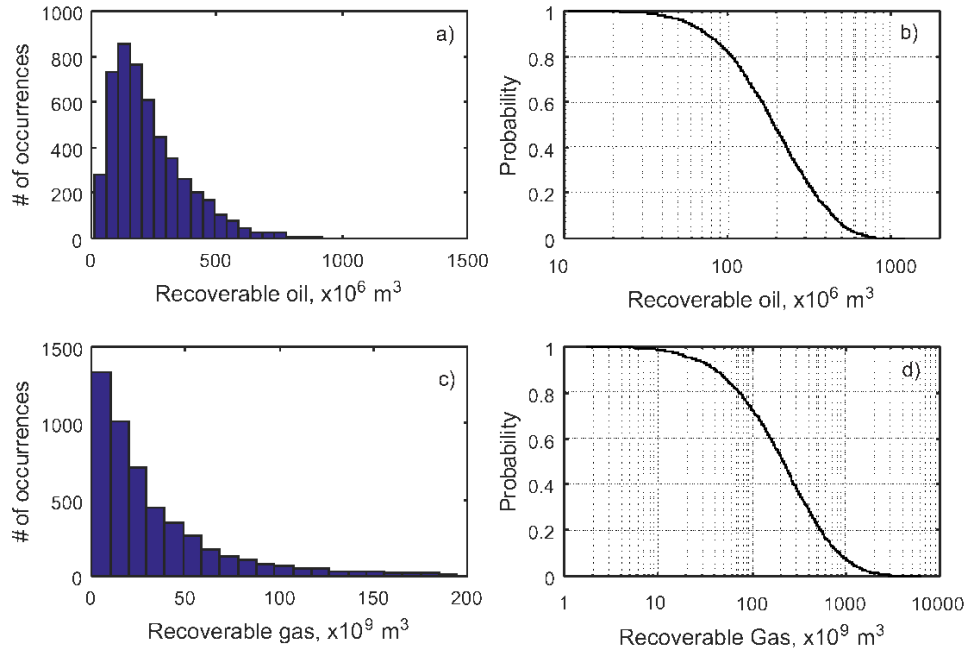 a)
# of occurrences
1000
800
600
400
200
0
0 500 1000 1500
Recoverable oil, x10⁶ m³
b)
Probability
1
0.8
0.6
0.4
0.2
0
10 100 1000
Recoverable oil, x10⁶ m³
c)
# of occurrences
1500
1000
500
0
0 50 100 150 200
Recoverable gas, x10⁹ m³
d)
Probability
1
0.8
0.6
0.4
0.2
0
1 10 100 1000 10000
Recoverable Gas, x10⁹ m³